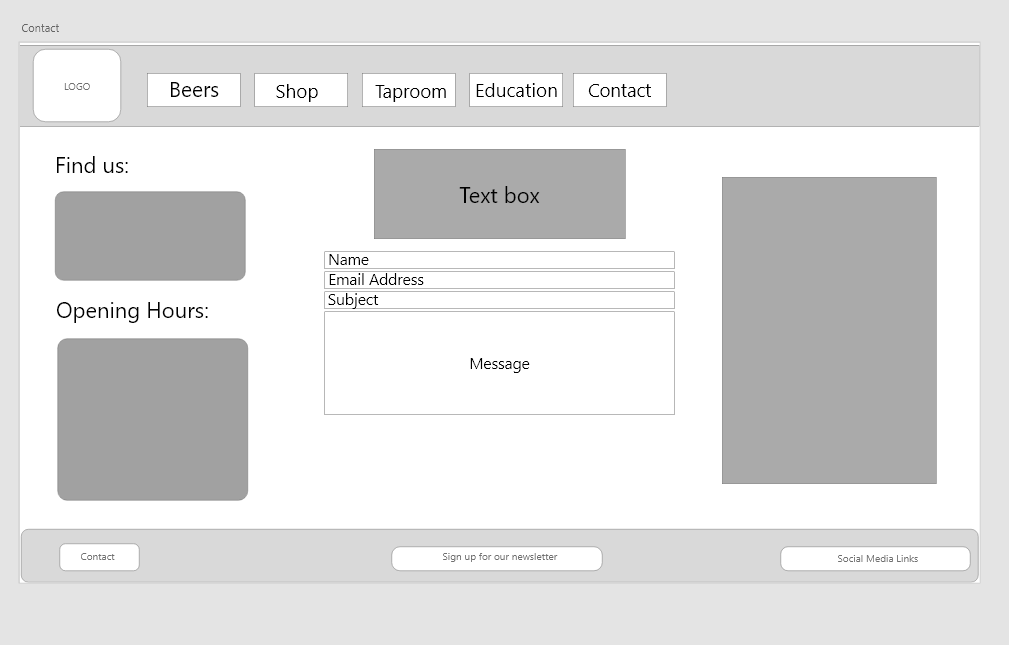 Contact
LOGO
Beers
Shop
Taproom
Education
Contact
Find us:
Opening Hours:
Text box
Name
Email Address
Subject
Message
Contact
Sign up for our newsletter
Social Media Links